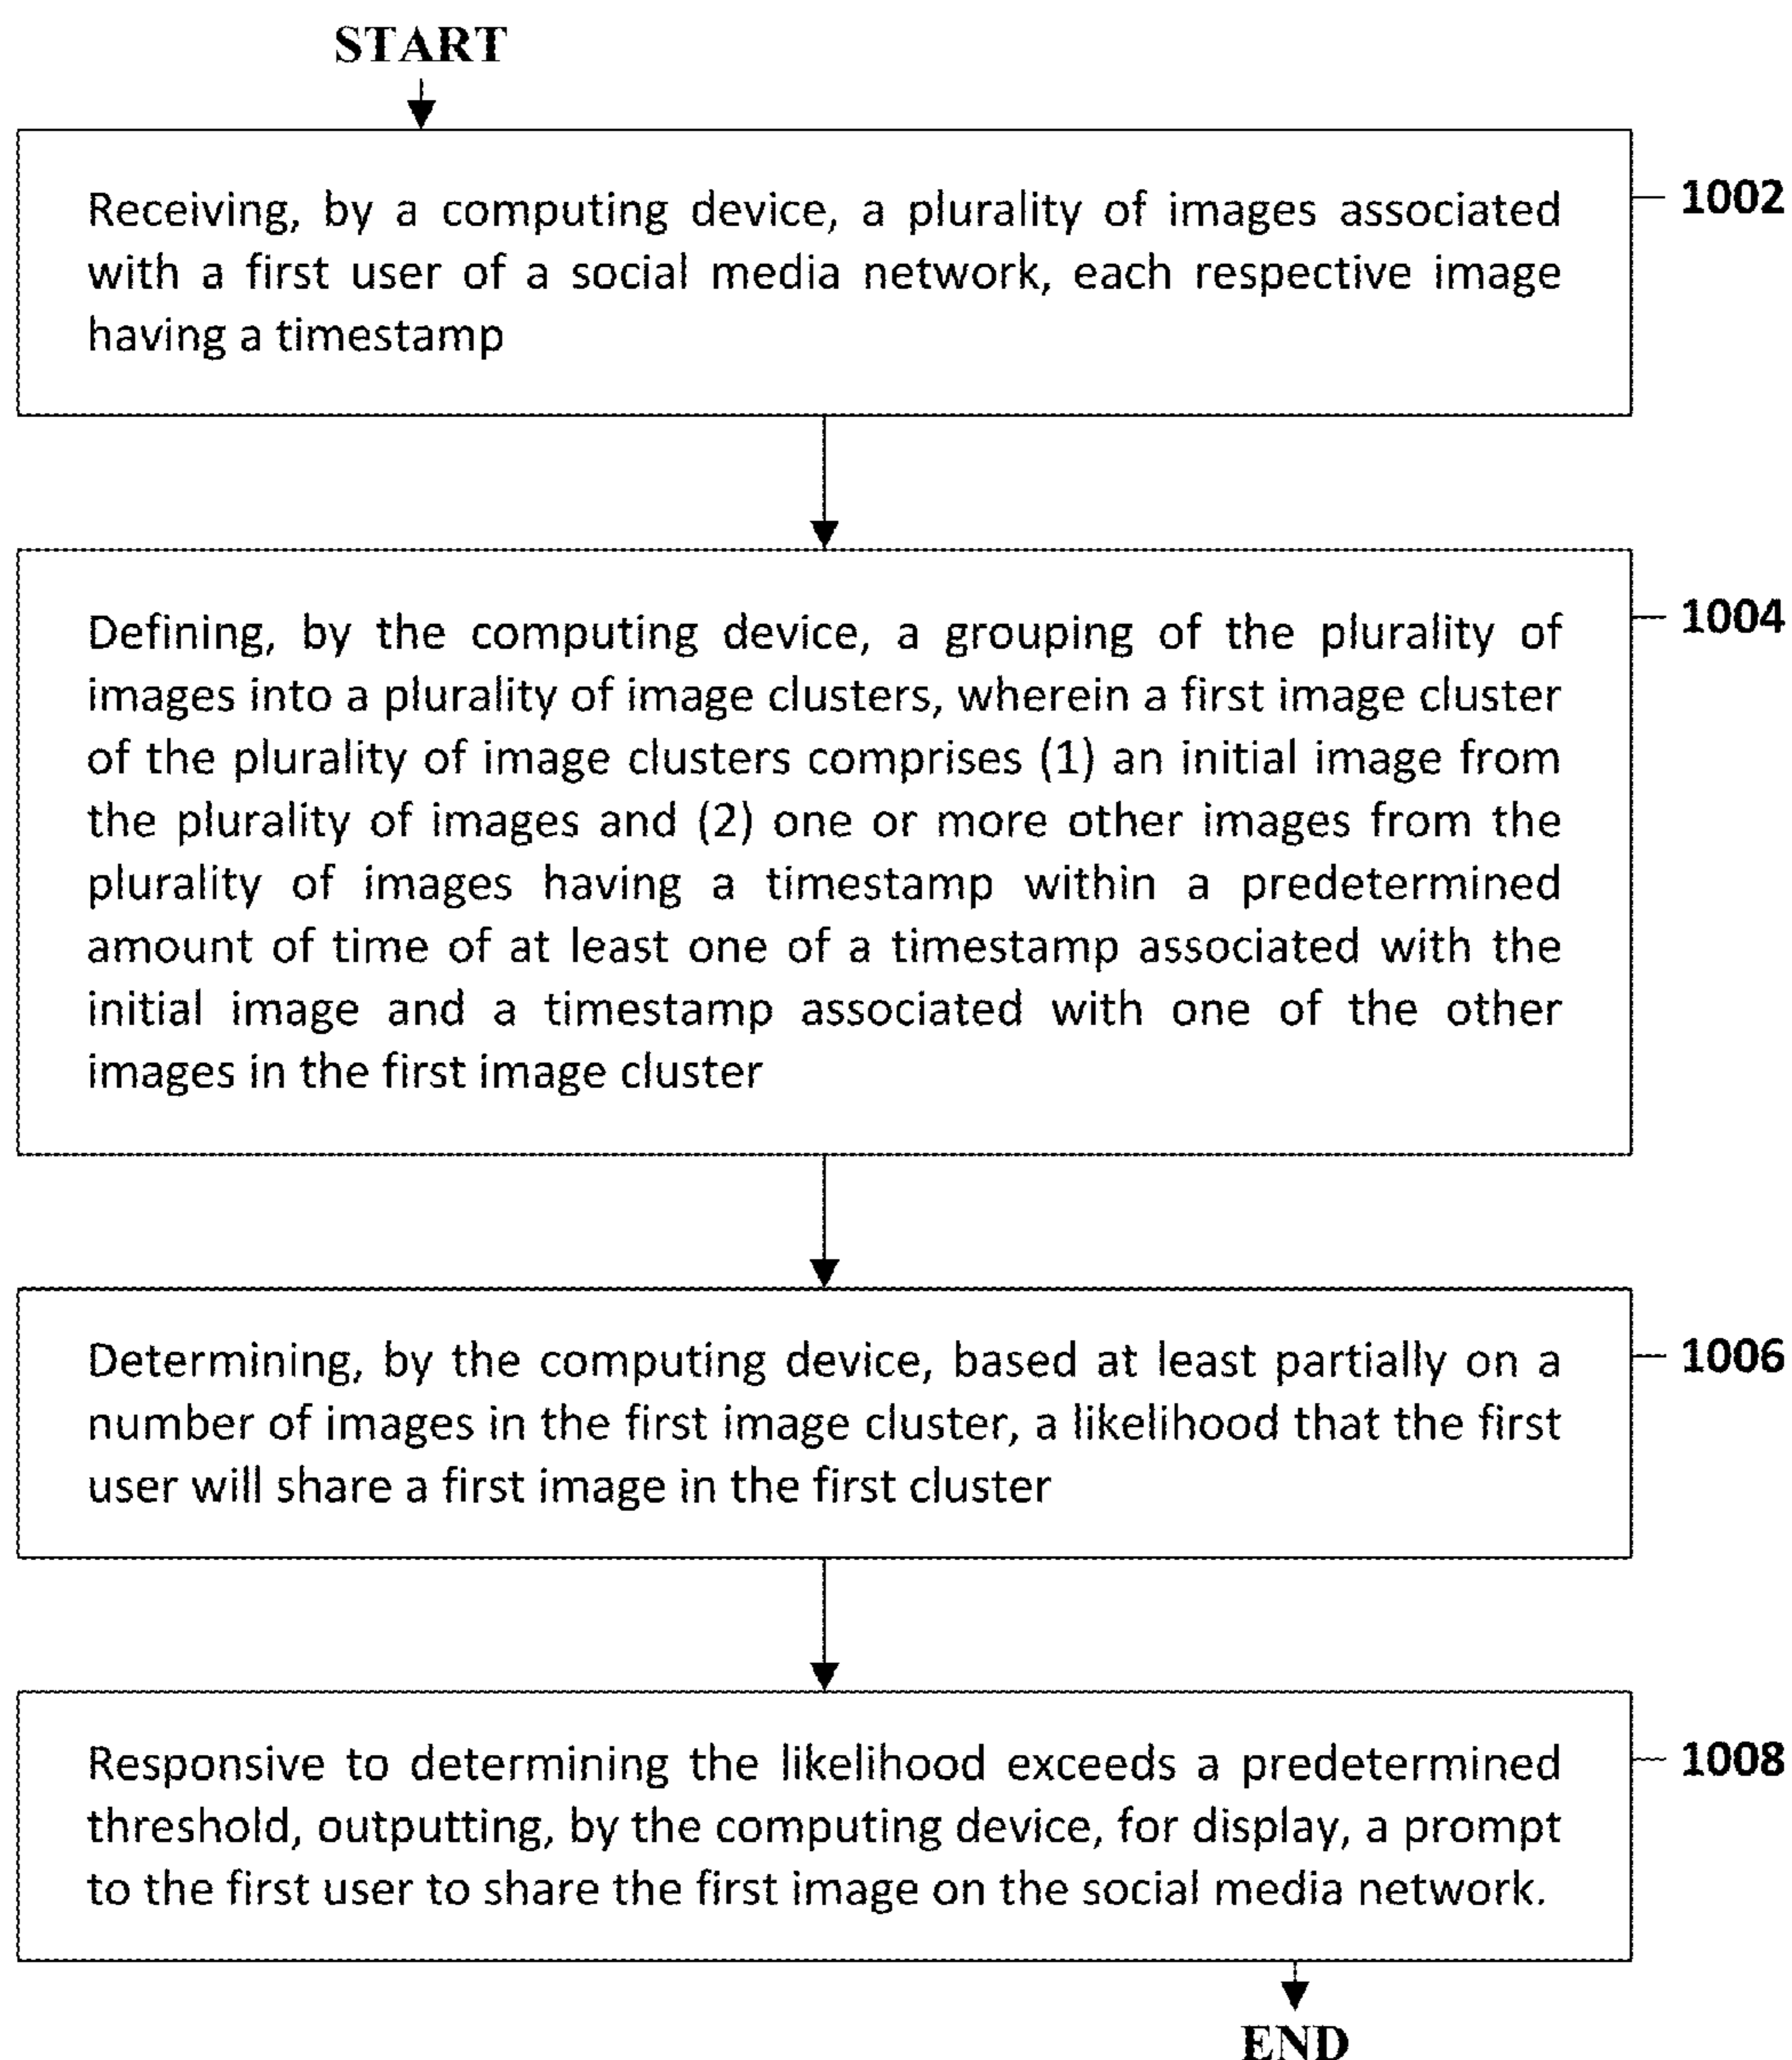 START
Receiving, by a computing device, a plurality of images associated
with a first user of a social media network, each respective image
having a timestamp
1002
Defining, by the computing device, a grouping of the plurality of
images into a plurality of image clusters, wherein a first image cluster
of the plurality of image clusters comprises (1) an initial image from
the plurality of images and (2) one or more other images from the
plurality of images having a timestamp within a predetermined
amount of time of at least one of a timestamp associated with the
initial image and a timestamp associated with one of the other
images in the first image cluster
1004
Determining, by the computing device, based at least partially on a
number of images in the first image cluster, a likelihood that the first
user will share a first image in the first cluster
1006
Responsive to determining the likelihood exceeds a predetermined
threshold, outputting, by the computing device, for display, a prompt
to the first user to share the first image on the social media network.
1008
END